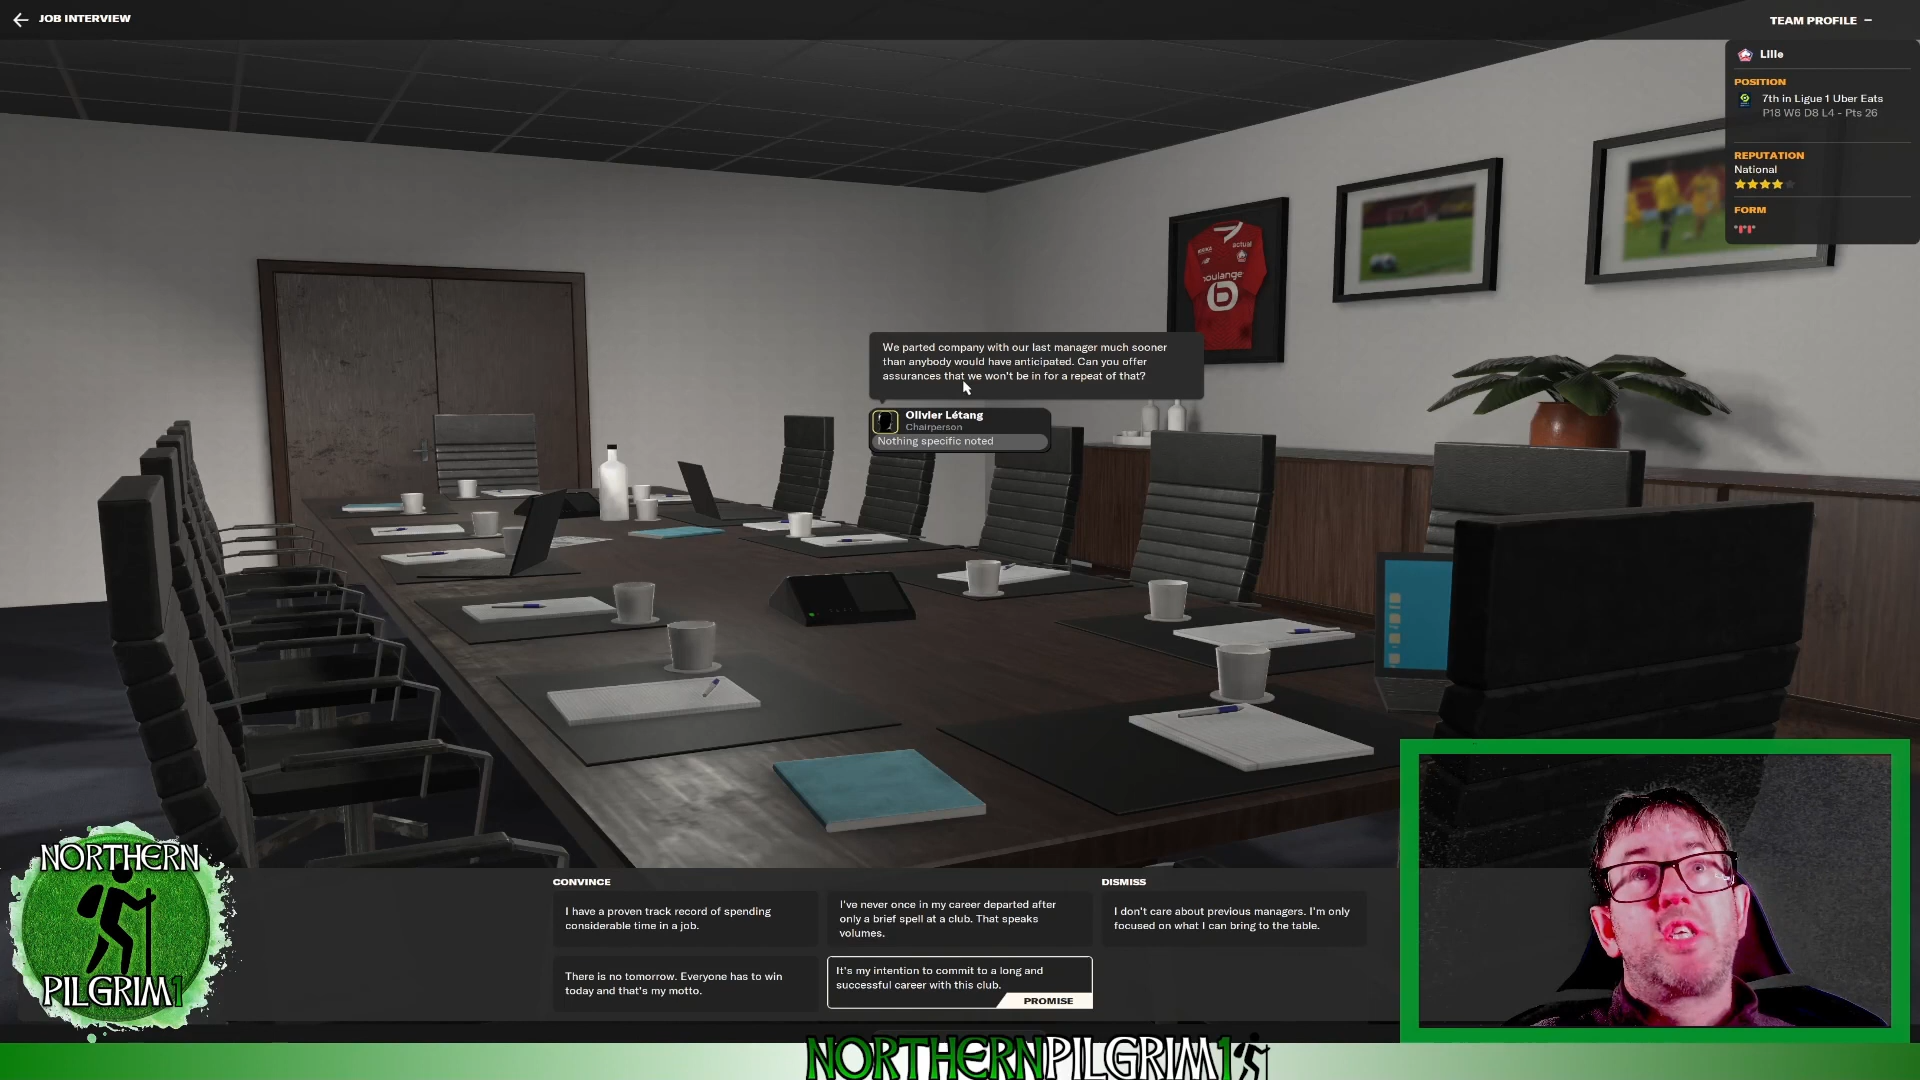 JOB INTERVIEW
TEAM PROFILE
Lille
POSITION
7th in Ligue 1 Uber Eats
P18 W6 D8 L4 - Pts 26
REPUTATION
National
FORM
actual
boulanger
We parted company with our last manager much sooner
than anybody would have anticipated. Can you offer
assurances that we won't be in for a repeat of that?
Olivier Létang
Chairperson
Nothing specific noted
CONVINCE
I have a proven track record of spending
considerable time in a job.
I've never once in my career departed after
only a brief spell at a club. That speaks
volumes.
There is no tomorrow. Everyone has to win
today and that's my motto.
It's my intention to commit to a long and
successful career with this club.
PROMISE
DISMISS
I don't care about previous managers. I'm only
focused on what I can bring to the table.
NORTHERN
PILGRIM1
NORTHERNPILGRIM1